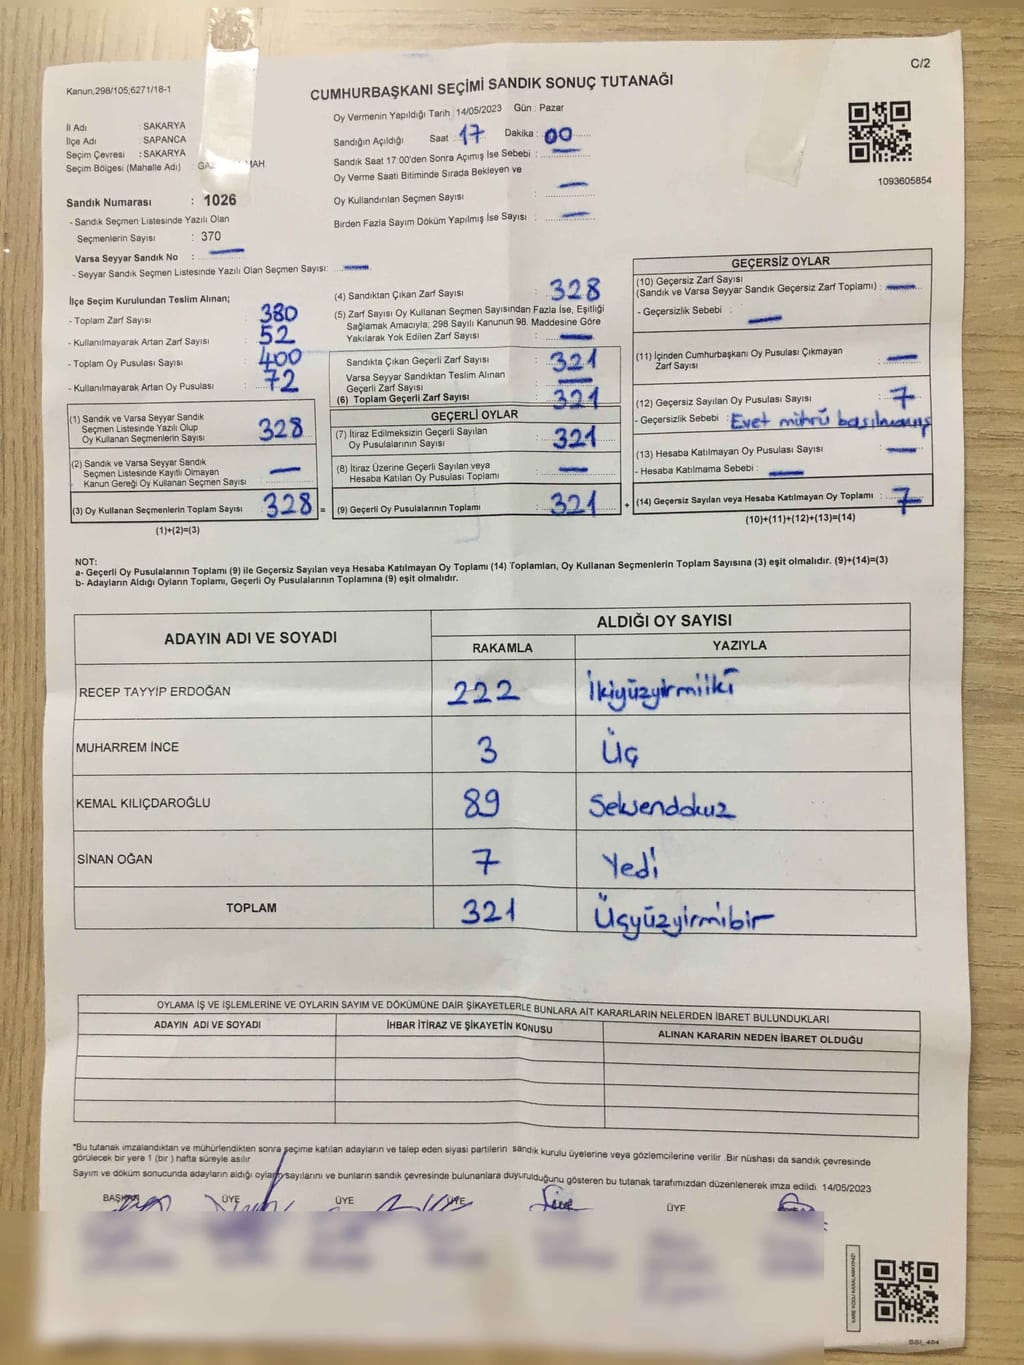 C/2
Kanun,298/105;6271/18-1
CUMHURBAŞKANI SEÇİMİ SANDIK SONUÇ TUTANAĞI
İl Adı : SAKARYA
İlçe Adı : SAPANCA
Seçim Çevresi : SAKARYA
Seçim Bölgesi (Mahalle Adı) : MAH
Sandık Numarası : 1026
- Sandık Seçmen Listesinde Yazılı Olan
Seçmenlerin Sayısı : 370
Varsa Seyyar Sandık No :
- Seyyar Sandık Seçmen Listesinde Yazılı Olan Seçmen Sayısı:
Oy Vermenin Yapıldığı Tarih : 14/05/2023 Gün : Pazar
Sandığın Açıldığı Saat : 17 Dakika : 00
Sandık Saat 17:00'den Sonra Açımış İse Sebebi :
Oy Verme Saati Bitiminde Sırada Bekleyen ve
Oy Kullandırılan Seçmen Sayısı :
Birden Fazla Sayım Döküm Yapılmış İse Sayısı :
1093605854
İlçe Seçim Kurulundan Teslim Alınan;
- Toplam Zarf Sayısı : 380
- Kullanılmayarak Artan Zarf Sayısı : 52
- Toplam Oy Pusulası Sayısı : 400
- Kullanılmayarak Artan Oy Pusulası : 72
(1) Sandık ve Varsa Seyyar Sandık
Seçmen Listesinde Yazılı Olup
Oy Kullanan Seçmenlerin Sayısı : 328
(2) Sandık ve Varsa Seyyar Sandık
Seçmen Listesinde Kayıtlı Olmayan
Kanun Gereği Oy Kullanan Seçmen Sayısı :
(3) Oy Kullanan Seçmenlerin Toplam Sayısı : 328 =
(1)+(2)=(3)
(4) Sandıktan Çıkan Zarf Sayısı : 328
(5) Zarf Sayısı Oy Kullanan Seçmen Sayısından Fazla İse, Eşitliği
Sağlamak Amacıyla; 298 Sayılı Kanunun 98. Maddesine Göre
Yakılarak Yok Edilen Zarf Sayısı :
Sandıkta Çıkan Geçerli Zarf Sayısı : 321
Varsa Seyyar Sandıktan Teslim Alınan
Geçerli Zarf Sayısı :
(6) Toplam Geçerli Zarf Sayısı : 321
GEÇERLİ OYLAR
(7) İtiraz Edilmeksizin Geçerli Sayılan
Oy Pusulalarının Sayısı : 321
(8) İtiraz Üzerine Geçerli Sayılan veya
Hesaba Katılan Oy Pusulası Toplamı :
(9) Geçerli Oy Pusulalarının Toplamı : 321 +
GEÇERSİZ OYLAR
(10) Geçersiz Zarf Sayısı
(Sandık ve Varsa Seyyar Sandık Geçersiz Zarf Toplamı) :
- Geçersizlik Sebebi :
(11) İçinden Cumhurbaşkanı Oy Pusulası Çıkmayan
Zarf Sayısı :
(12) Geçersiz Sayılan Oy Pusulası Sayısı : 7
- Geçersizlik Sebebi : Evet mührü basılmamış
(13) Hesaba Katılmayan Oy Pusulası Sayısı :
- Hesaba Katılmama Sebebi :
(14) Geçersiz Sayılan veya Hesaba Katılmayan Oy Toplamı : 7
(10)+(11)+(12)+(13)=(14)
NOT:
a- Geçerli Oy Pusulalarının Toplamı (9) ile Geçersiz Sayılan veya Hesaba Katılmayan Oy Toplamı (14) Toplamları, Oy Kullanan Seçmenlerin Toplam Sayısına (3) eşit olmalıdır. (9)+(14)=(3)
b- Adayların Aldığı Oyların Toplamı, Geçerli Oy Pusulalarının Toplamına (9) eşit olmalıdır.
ADAYIN ADI VE SOYADI
ALDIĞI OY SAYISI
RAKAMLA YAZIYLA
RECEP TAYYİP ERDOĞAN 222 İkiyüzyirmiiki
MUHARREM İNCE 3 Üç
KEMAL KILIÇDAROĞLU 89 Seksendokuz
SİNAN OĞAN 7 Yedi
TOPLAM 321 Üçyüzyirmibir
OYLAMA İŞ VE İŞLEMLERİNE VE OYLARIN SAYIM VE DÖKÜMÜNE DAİR ŞİKAYETLERLE BUNLARA AİT KARARLARIN NELERDEN İBARET BULUNDUKLARI
ADAYIN ADI VE SOYADI İHBAR İTİRAZ VE ŞİKAYETİN KONUSU ALINAN KARARIN NEDEN İBARET OLDUĞU
*Bu tutanak imzalandıktan ve mühürlendikten sonra seçime katılan adayların ve talep eden siyasi partilerin sandık kurulu üyelerine veya gözlemcilerine verilir .Bir nüshası da sandık çevresinde
görülecek bir yere 1 (bir ) hafta süreyle asılır
Sayım ve döküm sonucunda adayların aldığı oyların sayılarını ve bunların sandık çevresinde bulunanlara duyurulduğunu gösteren bu tutanak tarafımızdan düzenlenerek imza edildi. 14/05/2023
BAŞKAN ÜYE ÜYE ÜYE ÜYE